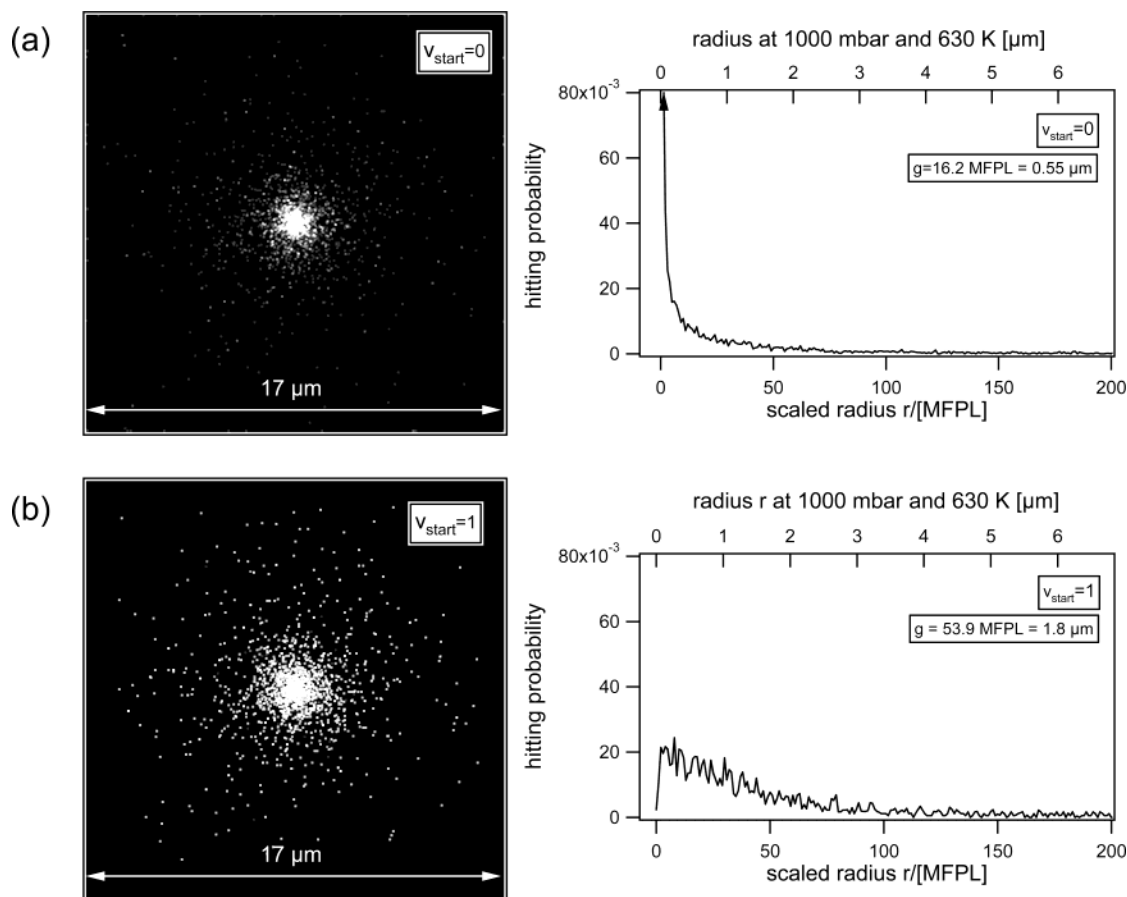 (a)
v_start=0
17 µm
radius at 1000 mbar and 630 K [µm]
0 1 2 3 4 5 6
80x10⁻³
60
40
20
0
hitting probability
v_start=0
g=16.2 MFPL = 0.55 µm
0 50 100 150 200
scaled radius r/[MFPL]
(b)
v_start=1
17 µm
radius r at 1000 mbar and 630 K [µm]
0 1 2 3 4 5 6
80x10⁻³
60
40
20
0
hitting probability
v_start=1
g = 53.9 MFPL = 1.8 µm
0 50 100 150 200
scaled radius r/[MFPL]